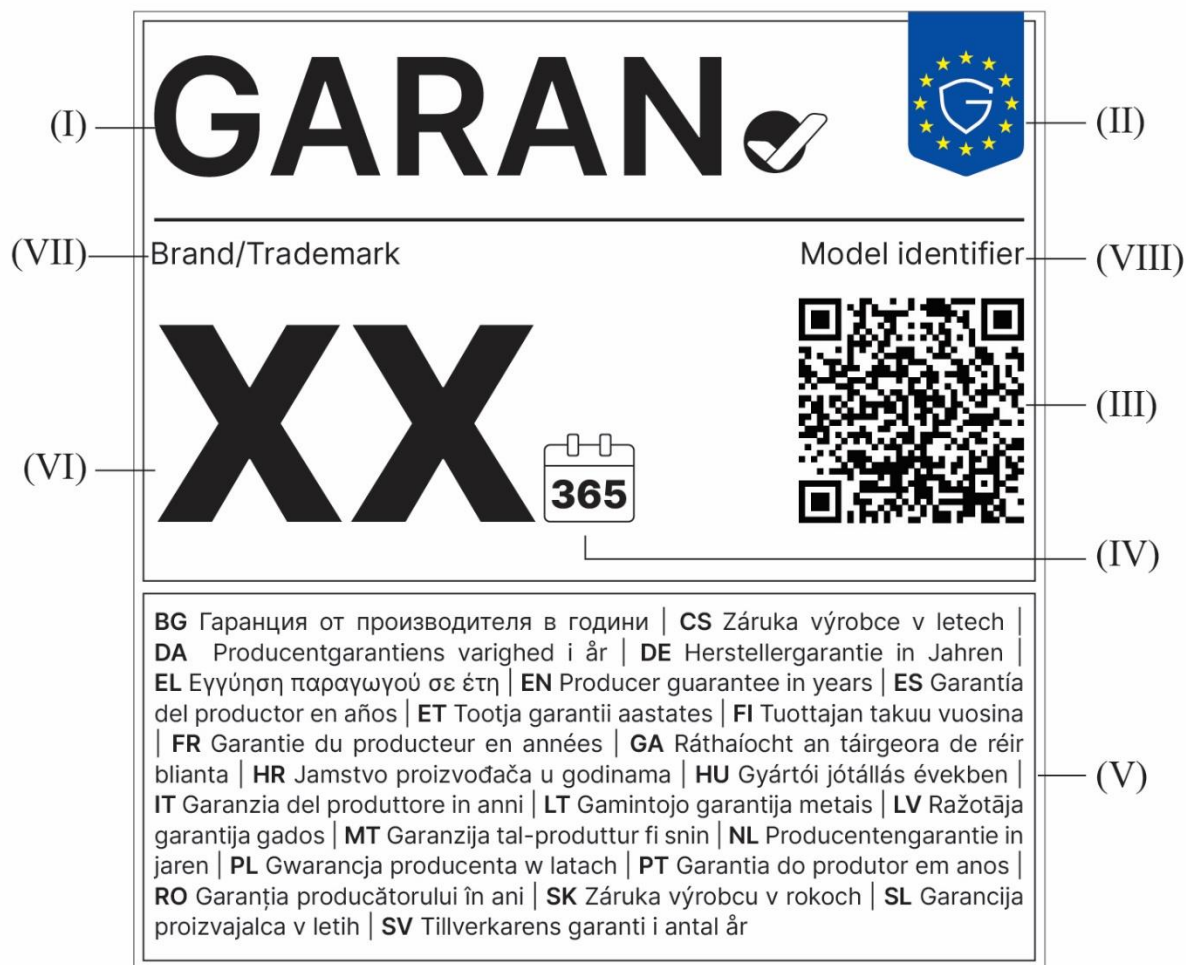 GARAN
(I)
(II)
(VII) Brand/Trademark
Model identifier (VIII)
XX
365
(III)
(VI)
(IV)
BG Гаранция от производителя в години | CS Záruka výrobce v letech |
DA Producentgarantiens varighed i år | DE Herstellergarantie in Jahren |
EL Εγγύηση παραγωγού σε έτη | EN Producer guarantee in years | ES Garantía
del productor en años | ET Tootja garantii aastates | FI Tuottajan takuu vuosina
| FR Garantie du producteur en années | GA Ráthaíocht an táirgeora de réir
blianta | HR Jamstvo proizvođača u godinama | HU Gyártói jótállás években |
IT Garanzia del produttore in anni | LT Gamintojo garantija metais | LV Ražotāja
garantija gados | MT Garanzija tal-produttur fi snin | NL Producentengarantie in
jaren | PL Gwarancja producenta w latach | PT Garantia do produtor em anos |
RO Garanția producătorului în ani | SK Záruka výrobcu v rokoch | SL Garancija
proizvajalca v letih | SV Tillverkarens garanti i antal år
(V)